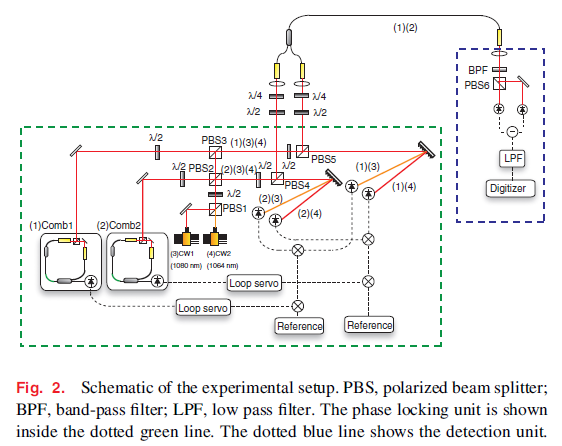 (1)(2)
BPF
PBS6
λ/4
λ/4
λ/2
λ/2
LPF
Digitizer
λ/2
PBS3 (1)(3)(4)
PBS5
λ/2 PBS2 (2)(3)(4) λ/2 λ/2
(1)(3)
PBS4
(1)(4)
λ/2
(2)(3)
PBS1
(2)(4)
(1)Comb1
(2)Comb2
(3)CW1
(4)CW2
(1080 nm)
(1064 nm)
Loop servo
Loop servo
Reference
Reference
Fig. 2. Schematic of the experimental setup. PBS, polarized beam splitter;
BPF, band-pass filter; LPF, low pass filter. The phase locking unit is shown
inside the dotted green line. The dotted blue line shows the detection unit.